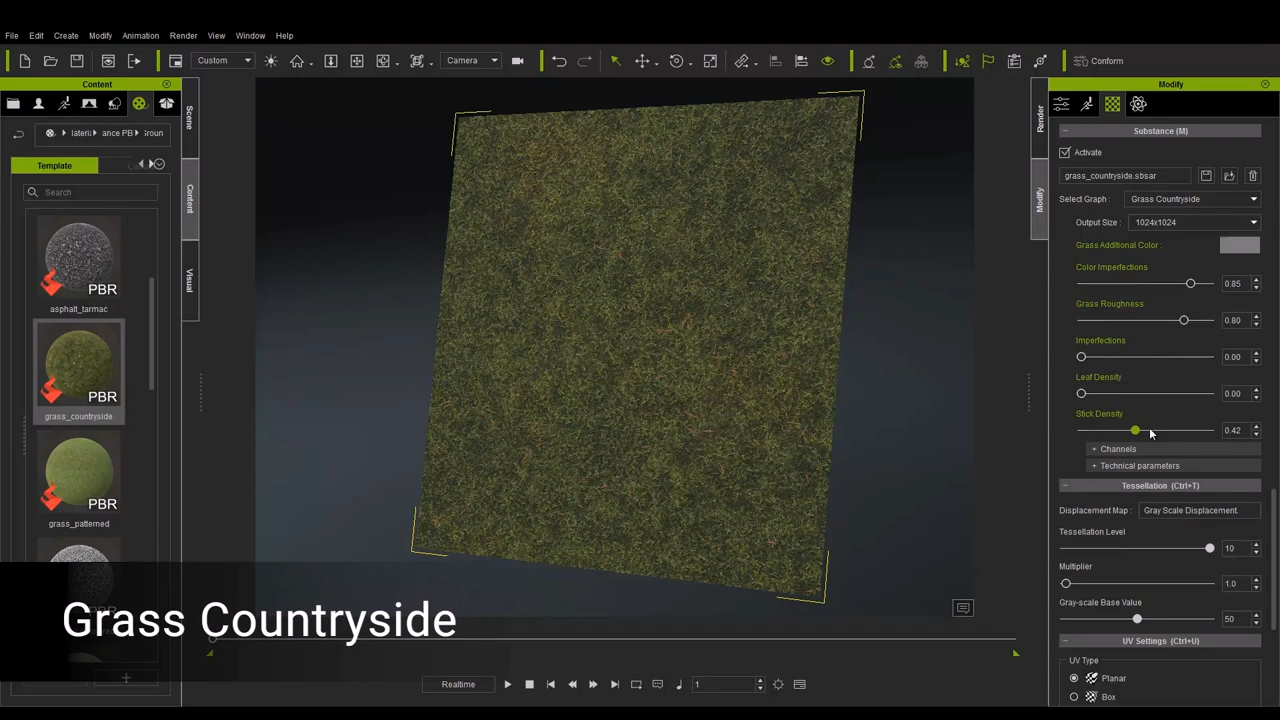 File Edit Create Modify Animation Render View Window Help
Custom
Camera
Conform
Content
Modify
Scene
Content
Visual
Render
Modify
laterii ance PB roun
Template
Search
PBR
asphalt_tarmac
PBR
grass_countryside
PBR
grass_patterned
Substance (M)
Activate
grass_countryside.sbsar
Select Graph : Grass Countryside
Output Size : 1024x1024
Grass Additional Color :
Color Imperfections
0.85
Grass Roughness
0.80
Imperfections
0.00
Leaf Density
0.00
Stick Density
0.42
+ Channels
+ Technical parameters
Tessellation (Ctrl+T)
Displacement Map : Gray Scale Displacement.
Tessellation Level
10
Multiplier
1.0
Gray-scale Base Value
50
UV Settings (Ctrl+U)
UV Type
Planar
Box
Grass Countryside
Realtime
1